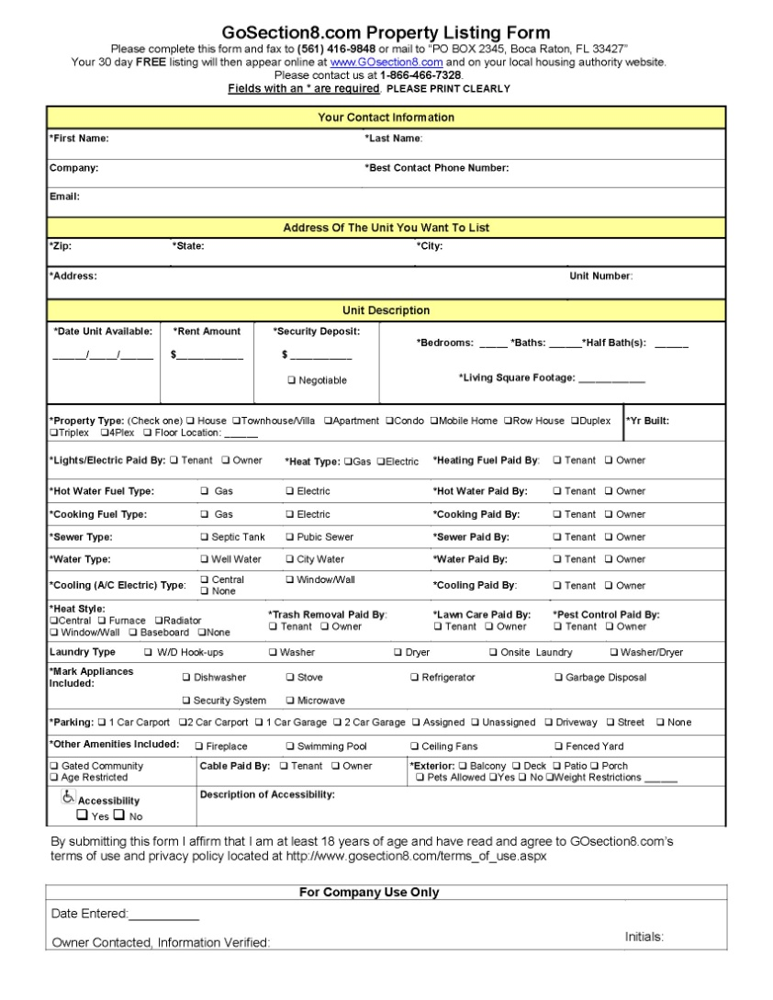 GoSection8.com Property Listing Form
Please complete this form and fax to (561) 416-9848 or mail to "PO BOX 2345, Boca Raton, FL 33427"
Your 30 day FREE listing will then appear online at www.GOsection8.com and on your local housing authority website.
Please contact us at 1-866-466-7328.
Fields with an * are required. PLEASE PRINT CLEARLY
Your Contact Information
*First Name: *Last Name:
Company: *Best Contact Phone Number:
Email:
Address Of The Unit You Want To List
*Zip: *State: *City:
*Address: Unit Number:
Unit Description
*Date Unit Available: *Rent Amount *Security Deposit:
*Bedrooms: _____ *Baths: ______*Half Bath(s): ______
______/_____/______ $____________ $ ___________
❑ Negotiable *Living Square Footage: ____________
*Property Type: (Check one) ❑ House ❑Townhouse/Villa ❑Apartment ❑Condo ❑Mobile Home ❑Row House ❑Duplex *Yr Built:
❑Triplex ❑4Plex ❑ Floor Location: ______
*Lights/Electric Paid By: ❑ Tenant ❑ Owner *Heat Type: ❑Gas ❑Electric *Heating Fuel Paid By: ❑ Tenant ❑ Owner
*Hot Water Fuel Type: ❑ Gas ❑ Electric *Hot Water Paid By: ❑ Tenant ❑ Owner
*Cooking Fuel Type: ❑ Gas ❑ Electric *Cooking Paid By: ❑ Tenant ❑ Owner
*Sewer Type: ❑ Septic Tank ❑ Pubic Sewer *Sewer Paid By: ❑ Tenant ❑ Owner
*Water Type: ❑ Well Water ❑ City Water *Water Paid By: ❑ Tenant ❑ Owner
*Cooling (A/C Electric) Type: ❑ Central ❑ Window/Wall *Cooling Paid By: ❑ Tenant ❑ Owner
❑ None
*Heat Style: *Trash Removal Paid By: *Lawn Care Paid By: *Pest Control Paid By:
❑Central ❑ Furnace ❑Radiator ❑ Tenant ❑ Owner ❑ Tenant ❑ Owner ❑ Tenant ❑ Owner
❑ Window/Wall ❑ Baseboard ❑None
Laundry Type ❑ W/D Hook-ups ❑ Washer ❑ Dryer ❑ Onsite Laundry ❑ Washer/Dryer
*Mark Appliances Included: ❑ Dishwasher ❑ Stove ❑ Refrigerator ❑ Garbage Disposal
❑ Security System ❑ Microwave
*Parking: ❑ 1 Car Carport ❑2 Car Carport ❑ 1 Car Garage ❑ 2 Car Garage ❑ Assigned ❑ Unassigned ❑ Driveway ❑ Street ❑ None
*Other Amenities Included: ❑ Fireplace ❑ Swimming Pool ❑ Ceiling Fans ❑ Fenced Yard
❑ Gated Community Cable Paid By: ❑ Tenant ❑ Owner *Exterior: ❑ Balcony ❑ Deck ❑ Patio ❑ Porch
❑ Age Restricted ❑ Pets Allowed ❑Yes ❑ No ❑Weight Restrictions ______
Accessibility Description of Accessibility:
❑ Yes ❑ No
By submitting this form I affirm that I am at least 18 years of age and have read and agree to GOsection8.com's
terms of use and privacy policy located at http://www.gosection8.com/terms_of_use.aspx
For Company Use Only
Date Entered:__________
Owner Contacted, Information Verified: Initials: